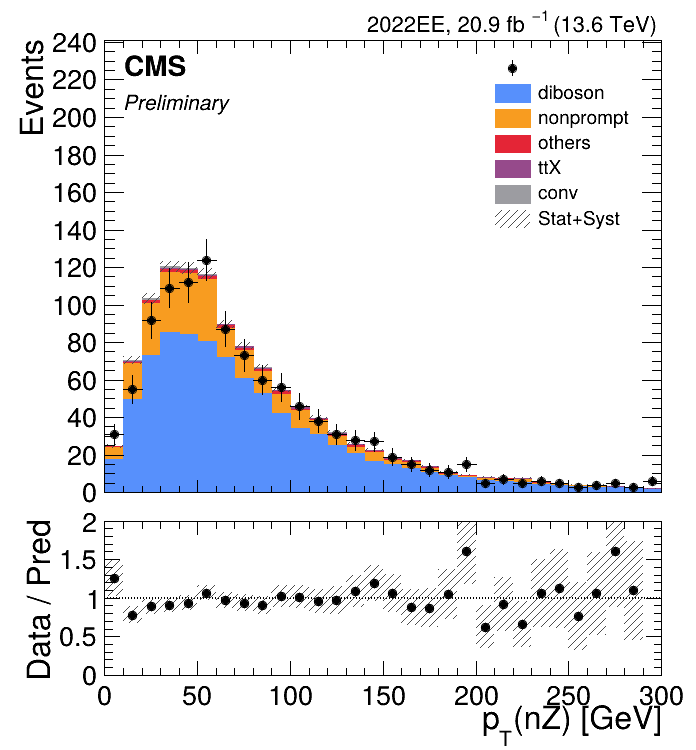 2022EE, 20.9 fb⁻¹ (13.6 TeV)
CMS
Preliminary
Events
240
220
200
180
160
140
120
100
80
60
40
20
0
diboson
nonprompt
others
ttX
conv
Stat+Syst
Data / Pred
2
1.5
1
0.5
0
0 50 100 150 200 250 300
p_T(nZ) [GeV]